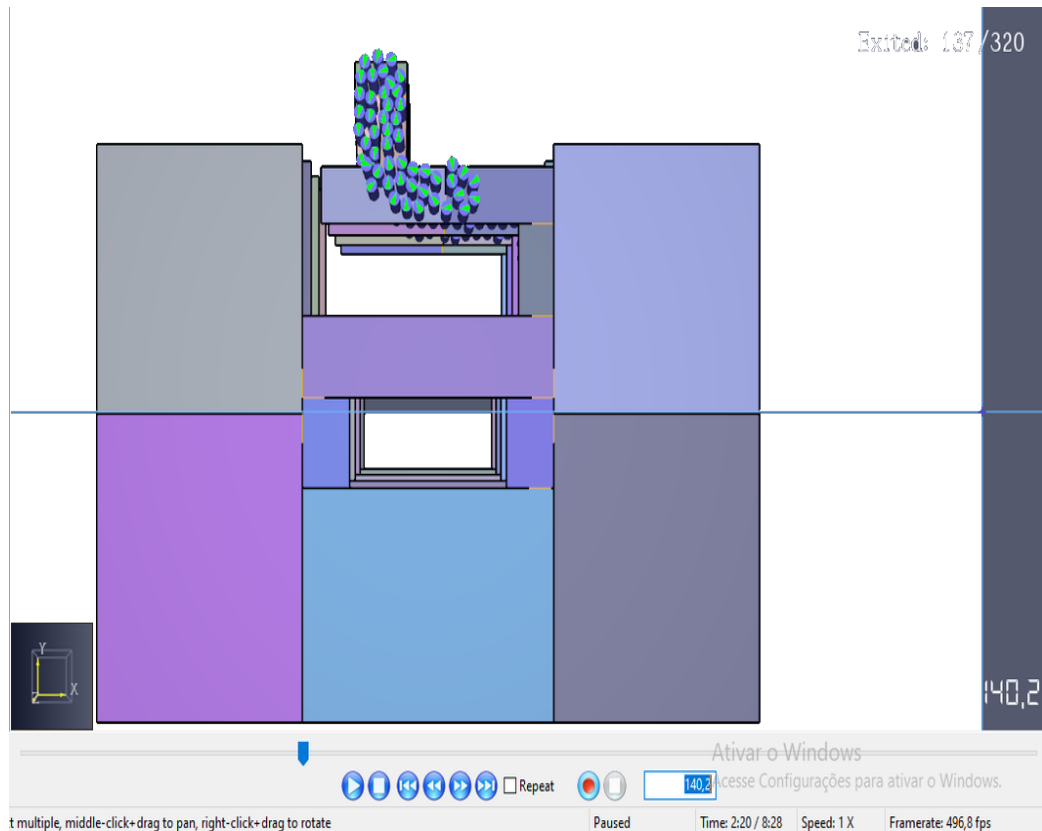 Exited: 137/320
Y
Z
X
140,2
Ativar o Windows
Repeat
140,2
Acesse Configurações para ativar o Windows.
t multiple, middle-click+drag to pan, right-click+drag to rotate
Paused
Time: 2:20 / 8:28
Speed: 1 X
Framerate: 496,8 fps